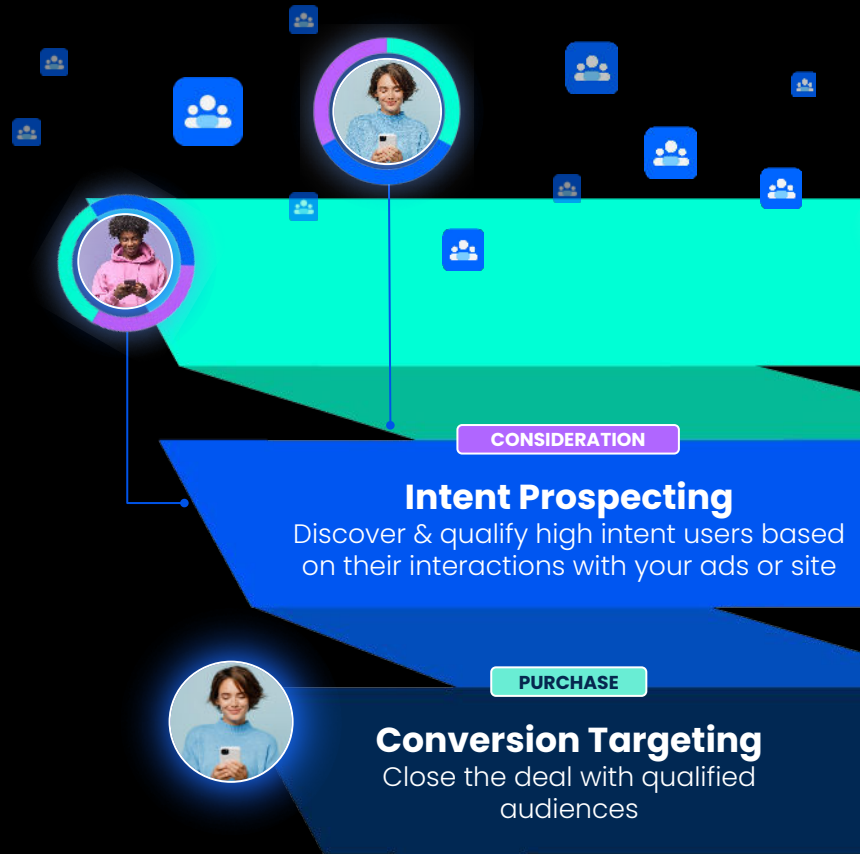 CONSIDERATION
Intent Prospecting
Discover & qualify high intent users based
on their interactions with your ads or site
PURCHASE
Conversion Targeting
Close the deal with qualified
audiences